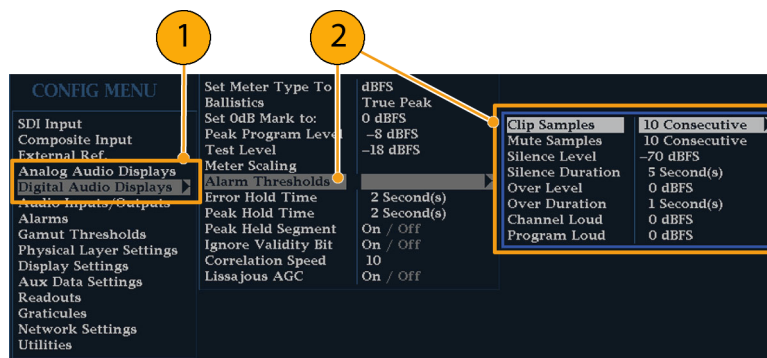 1
2
CONFIG MENU
SDI Input
Composite Input
External Ref.
Analog Audio Displays
Digital Audio Displays
Audio Inputs/Outputs
Alarms
Gamut Thresholds
Physical Layer Settings
Display Settings
Aux Data Settings
Readouts
Graticules
Network Settings
Utilities
Set Meter Type To dBFS
Ballistics True Peak
Set 0dB Mark to: 0 dBFS
Peak Program Level −8 dBFS
Test Level −18 dBFS
Meter Scaling
Alarm Thresholds
Error Hold Time 2 Second(s)
Peak Hold Time 2 Second(s)
Peak Held Segment On / Off
Ignore Validity Bit On / Off
Correlation Speed 10
Lissajous AGC On / Off
Clip Samples 10 Consecutive
Mute Samples 10 Consecutive
Silence Level −70 dBFS
Silence Duration 5 Second(s)
Over Level 0 dBFS
Over Duration 1 Second(s)
Channel Loud 0 dBFS
Program Loud 0 dBFS